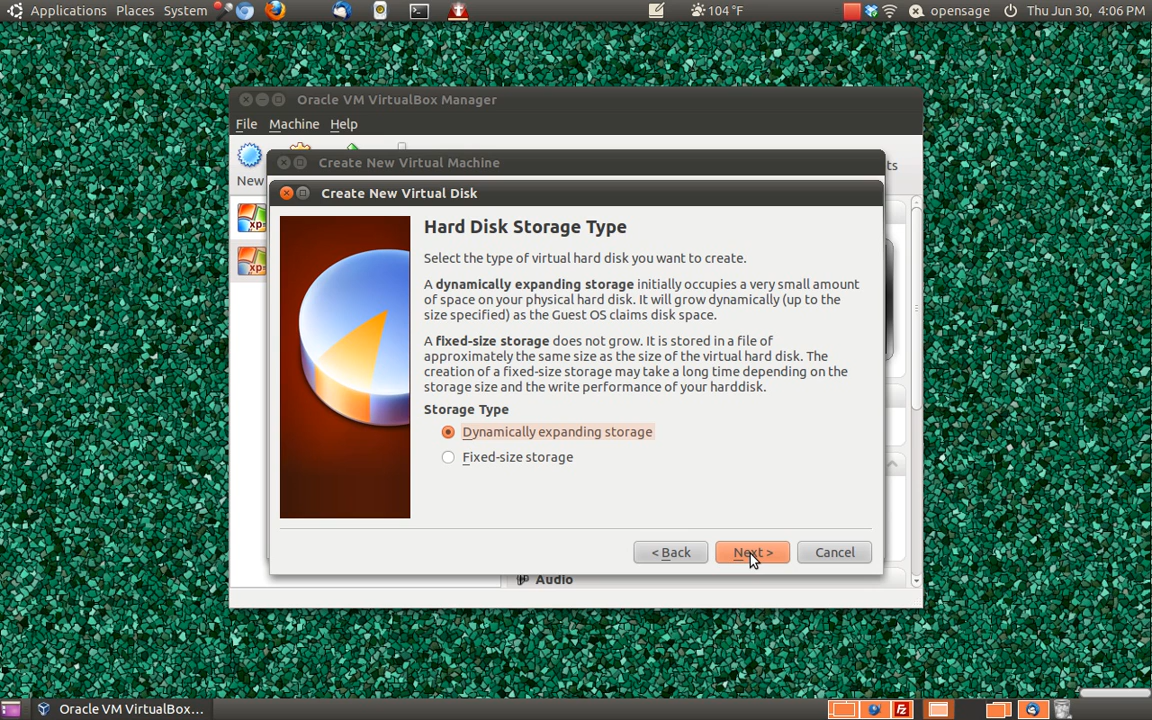 Applications Places System
104 °F
opensage
Thu Jun 30, 4:06 PM
Oracle VM VirtualBox Manager
File Machine Help
Create New Virtual Machine
New
ts
Create New Virtual Disk
xps
xps
Hard Disk Storage Type
Select the type of virtual hard disk you want to create.
A dynamically expanding storage initially occupies a very small amount
of space on your physical hard disk. It will grow dynamically (up to the
size specified) as the Guest OS claims disk space.
A fixed-size storage does not grow. It is stored in a file of
approximately the same size as the size of the virtual hard disk. The
creation of a fixed-size storage may take a long time depending on the
storage size and the write performance of your harddisk.
Storage Type
Dynamically expanding storage
Fixed-size storage
< Back
Next >
Cancel
Audio
Oracle VM VirtualBox...